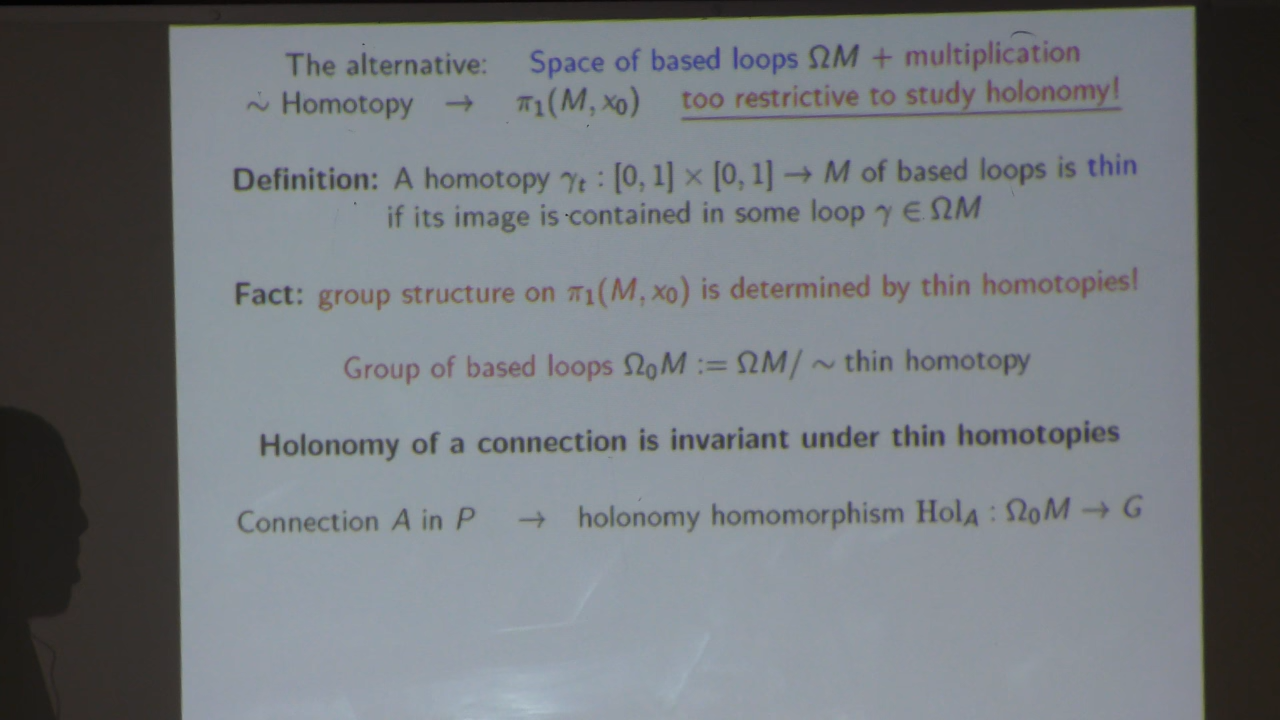 The alternative: Space of based loops ΩM + multiplication
∼ Homotopy → π₁(M, x₀) too restrictive to study holonomy!
Definition: A homotopy γₜ : [0, 1] × [0, 1] → M of based loops is thin
if its image is contained in some loop γ ∈ ΩM
Fact: group structure on π₁(M, x₀) is determined by thin homotopies!
Group of based loops Ω₀M := ΩM/ ∼ thin homotopy
Holonomy of a connection is invariant under thin homotopies
Connection A in P → holonomy homomorphism Hol_A : Ω₀M → G